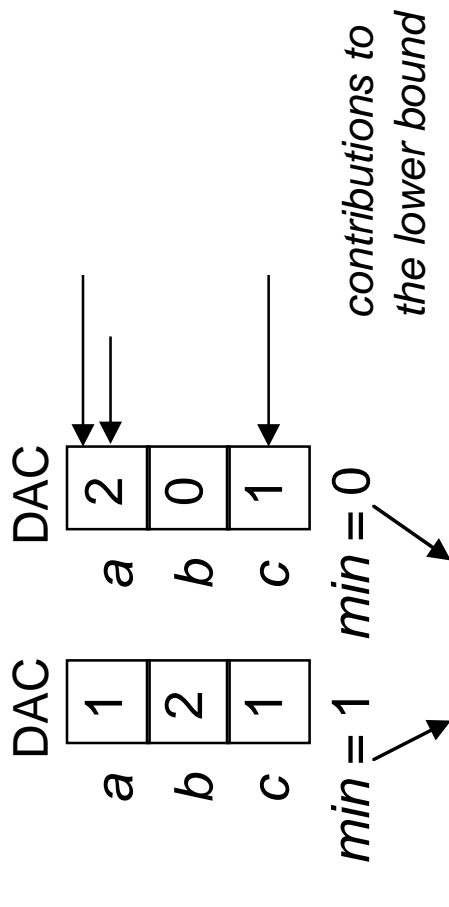 DAC
a 1
b 2
c 1
min = 1
DAC
a 2
b 0
c 1
min = 0
contributions to
the lower bound